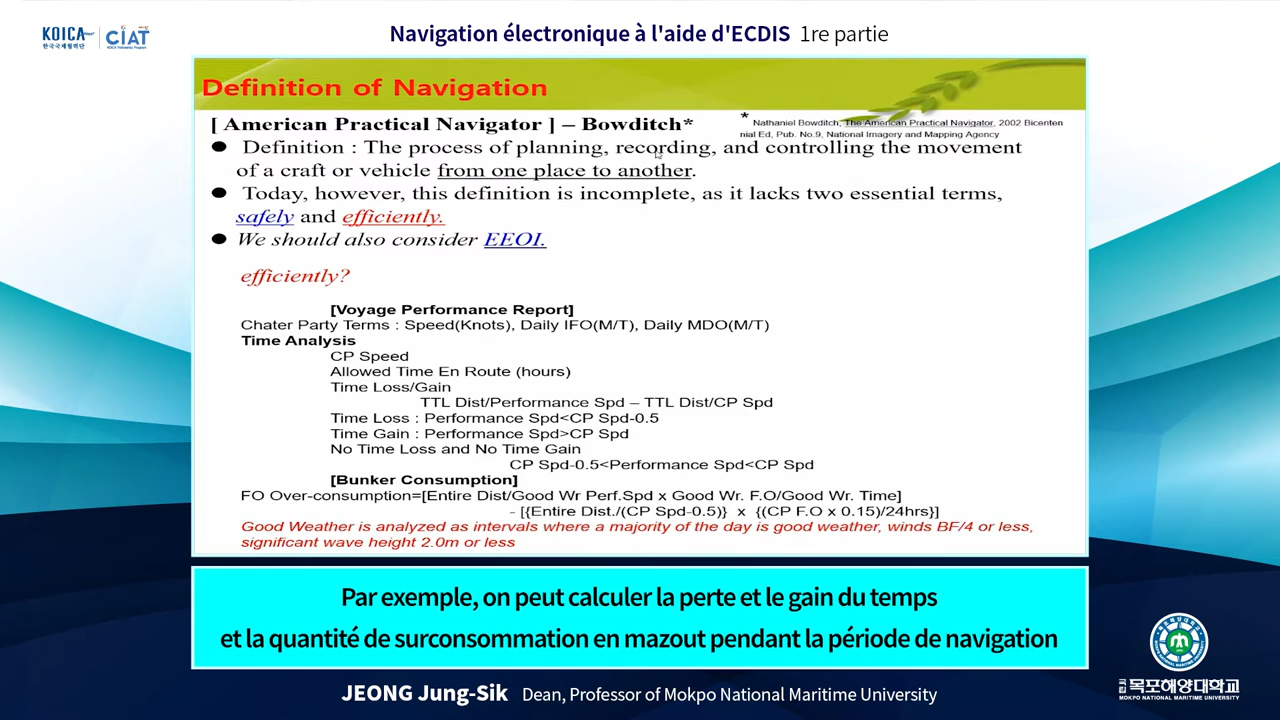 KOICA
한국국제협력단
CIAT
KOICA Fellowship Program
Navigation électronique à l'aide d'ECDIS 1re partie
Definition of Navigation
[ American Practical Navigator ] – Bowditch*
* Nathaniel Bowditch, The American Practical Navigator, 2002 Bicenten
nial Ed, Pub. No.9, National Imagery and Mapping Agency
● Definition : The process of planning, recording, and controlling the movement
of a craft or vehicle from one place to another.
● Today, however, this definition is incomplete, as it lacks two essential terms,
safely and efficiently.
● We should also consider EEOI.
efficiently?
[Voyage Performance Report]
Chater Party Terms : Speed(Knots), Daily IFO(M/T), Daily MDO(M/T)
Time Analysis
CP Speed
Allowed Time En Route (hours)
Time Loss/Gain
TTL Dist/Performance Spd – TTL Dist/CP Spd
Time Loss : Performance Spd<CP Spd-0.5
Time Gain : Performance Spd>CP Spd
No Time Loss and No Time Gain
CP Spd-0.5<Performance Spd<CP Spd
[Bunker Consumption]
FO Over-consumption=[Entire Dist/Good Wr Perf.Spd x Good Wr. F.O/Good Wr. Time]
- [{Entire Dist./(CP Spd-0.5)} x {(CP F.O x 0.15)/24hrs}]
Good Weather is analyzed as intervals where a majority of the day is good weather, winds BF/4 or less,
significant wave height 2.0m or less
Par exemple, on peut calculer la perte et le gain du temps
et la quantité de surconsommation en mazout pendant la période de navigation
JEONG Jung-Sik Dean, Professor of Mokpo National Maritime University
국립 목포해양대학교
MOKPO NATIONAL MARITIME UNIVERSITY